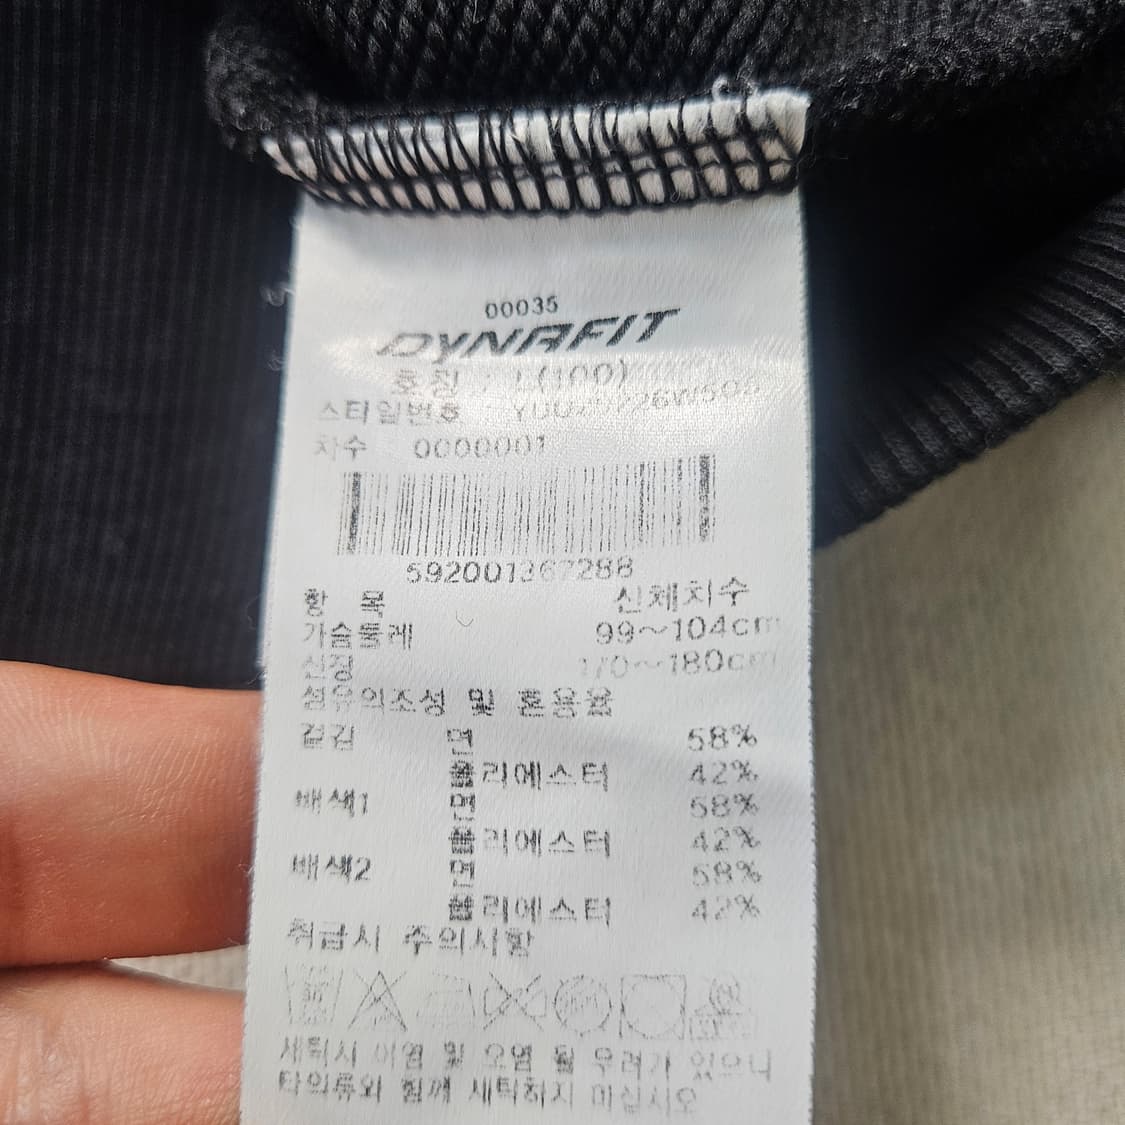 00035
DYNAFIT
호칭 : L(100)
스타일번호
차수 0000001
항 목 신체치수
가슴둘레 99~104cm
신장 170~180cm
섬유의조성 및 혼용율
겉감 면 58%
폴리에스터 42%
배색1 면 58%
폴리에스터 42%
배색2 면 58%
폴리에스터 42%
취급시 주의사항
세탁시 이염 및 오염 될 우려가 있으니
타의류와 함께 세탁하지 마십시오